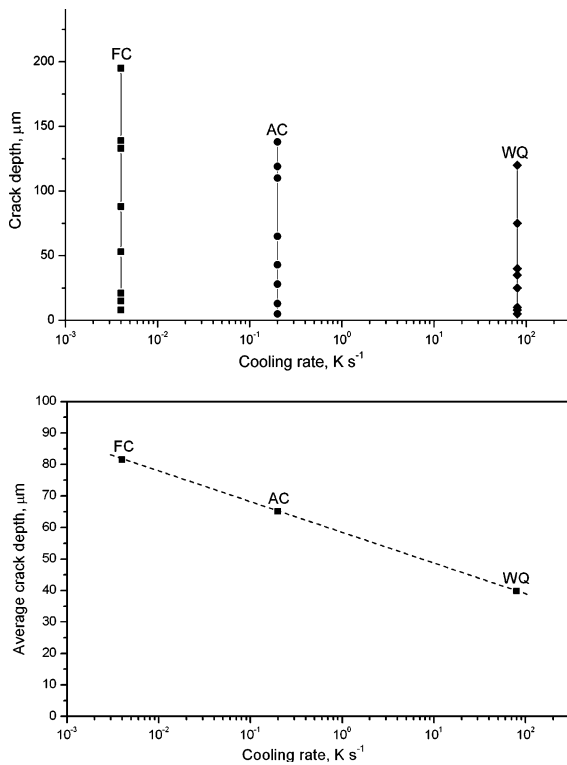 FC
AC
WQ
Crack depth, μm
200
150
100
50
0
10⁻³ 10⁻² 10⁻¹ 10⁰ 10¹ 10²
Cooling rate, K s⁻¹
FC
AC
WQ
Average crack depth, μm
100
90
80
70
60
50
40
30
20
10
0
10⁻³ 10⁻² 10⁻¹ 10⁰ 10¹ 10²
Cooling rate, K s⁻¹